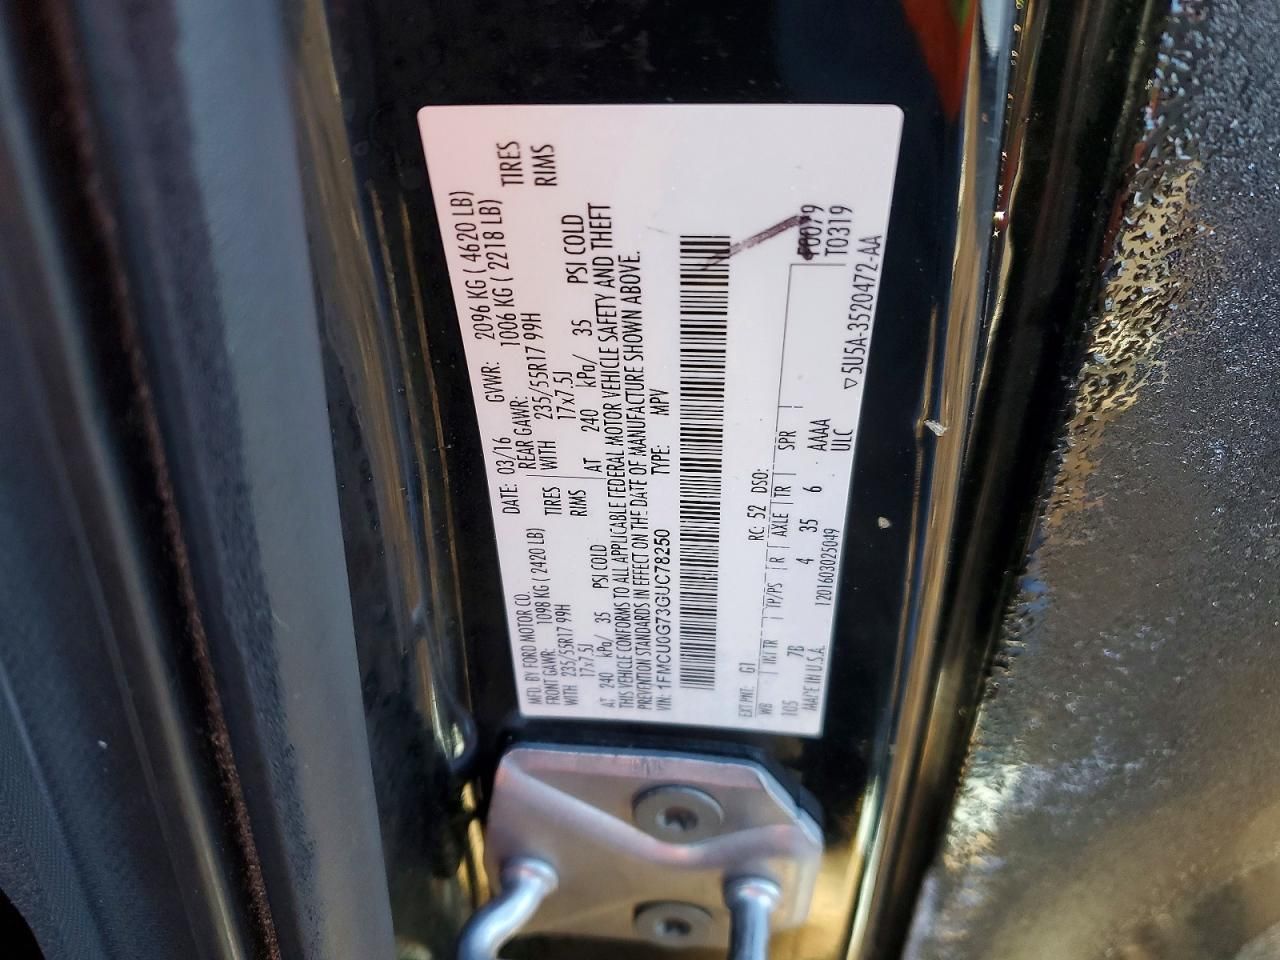 MFD. BY FORD MOTOR CO. DATE: 03/16 GVWR: 2096 KG ( 4620 LB)
FRONT GAWR: 1098 KG ( 2420 LB) REAR GAWR: 1006 KG ( 2218 LB)
WITH 235/55R17 99H TIRES WITH 235/55R17 99H TIRES
17x7.5J RIMS 17x7.5J RIMS
AT 240 kPa/ 35 PSI COLD AT 240 kPa/ 35 PSI COLD
THIS VEHICLE CONFORMS TO ALL APPLICABLE FEDERAL MOTOR VEHICLE SAFETY AND THEFT
PREVENTION STANDARDS IN EFFECT ON THE DATE OF MANUFACTURE SHOWN ABOVE.
VIN: 1FMCU0G73GUC78250 TYPE: MPV
EXT PNT: G1 RC: 52 DSO:
WB INT TR TP/PS R AXLE TR SPR T0079
105 7B 4 35 6 AAAA T0319
MADE IN U.S.A. 1201603025049 ULC
▽5U5A-3520472-AA